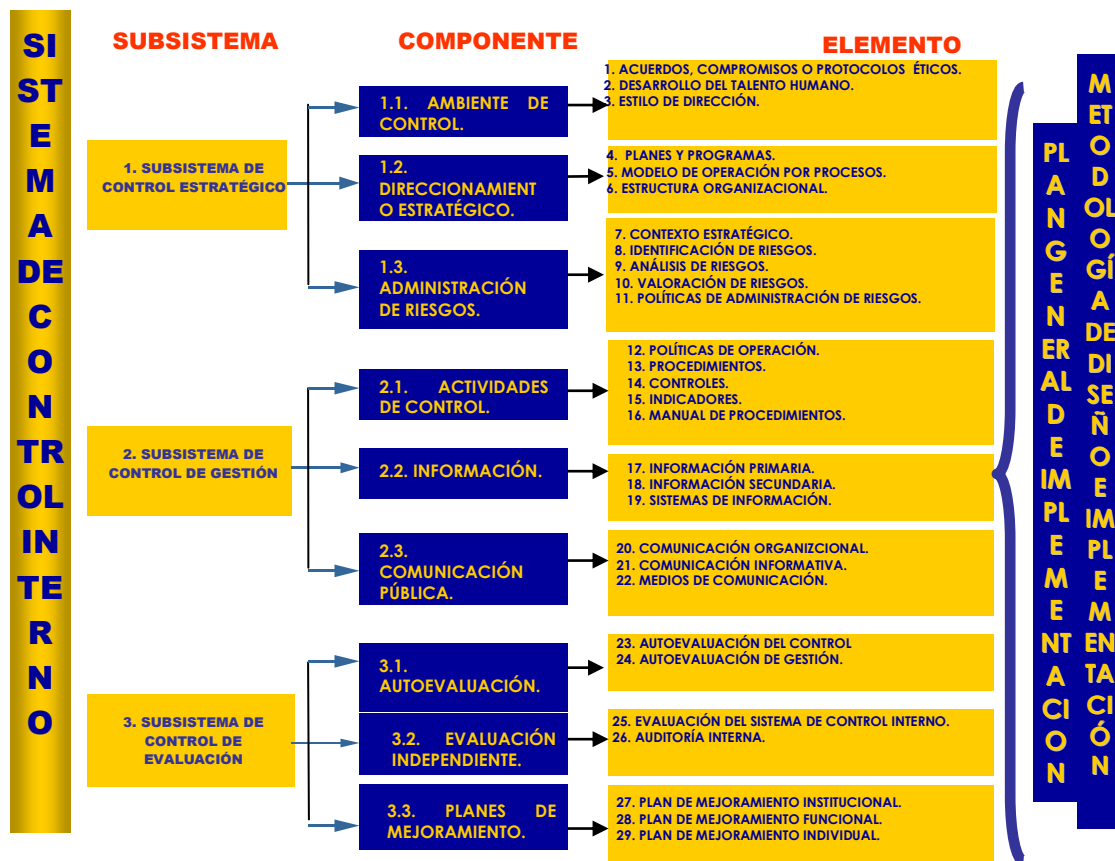 SI
ST
E
M
A
DE
C
O
N
TR
OL
IN
TE
R
N
O
SUBSISTEMA
COMPONENTE
ELEMENTO
1. SUBSISTEMA DE
CONTROL ESTRATÉGICO
1.1. AMBIENTE DE
CONTROL.
1. ACUERDOS, COMPROMISOS O PROTOCOLOS ÉTICOS.
2. DESARROLLO DEL TALENTO HUMANO.
3. ESTILO DE DIRECCIÓN.
1.2.
DIRECCIONAMIENT
O ESTRATÉGICO.
4. PLANES Y PROGRAMAS.
5. MODELO DE OPERACIÓN POR PROCESOS.
6. ESTRUCTURA ORGANIZACIONAL.
1.3.
ADMINISTRACIÓN
DE RIESGOS.
7. CONTEXTO ESTRATÉGICO.
8. IDENTIFICACIÓN DE RIESGOS.
9. ANÁLISIS DE RIESGOS.
10. VALORACIÓN DE RIESGOS.
11. POLÍTICAS DE ADMINISTRACIÓN DE RIESGOS.
2. SUBSISTEMA DE
CONTROL DE GESTIÓN
2.1. ACTIVIDADES
DE CONTROL.
12. POLÍTICAS DE OPERACIÓN.
13. PROCEDIMIENTOS.
14. CONTROLES.
15. INDICADORES.
16. MANUAL DE PROCEDIMIENTOS.
2.2. INFORMACIÓN.
17. INFORMACIÓN PRIMARIA.
18. INFORMACIÓN SECUNDARIA.
19. SISTEMAS DE INFORMACIÓN.
2.3.
COMUNICACIÓN
PÚBLICA.
20. COMUNICACIÓN ORGANIZCIONAL.
21. COMUNICACIÓN INFORMATIVA.
22. MEDIOS DE COMUNICACIÓN.
3. SUBSISTEMA DE
CONTROL DE
EVALUACIÓN
3.1.
AUTOEVALUACIÓN.
23. AUTOEVALUACIÓN DEL CONTROL
24. AUTOEVALUACIÓN DE GESTIÓN.
3.2. EVALUACIÓN
INDEPENDIENTE.
25. EVALUACIÓN DEL SISTEMA DE CONTROL INTERNO.
26. AUDITORÍA INTERNA.
3.3. PLANES DE
MEJORAMIENTO.
27. PLAN DE MEJORAMIENTO INSTITUCIONAL.
28. PLAN DE MEJORAMIENTO FUNCIONAL.
29. PLAN DE MEJORAMIENTO INDIVIDUAL.
PL
A
N
G
E
N
ER
AL
D
E
IM
PL
E
M
E
NT
A
CI
O
N
M
ET
O
D
OL
O
GÍ
A
DE
DI
SE
Ñ
O
E
IM
PL
E
M
EN
TA
CI
Ó
N